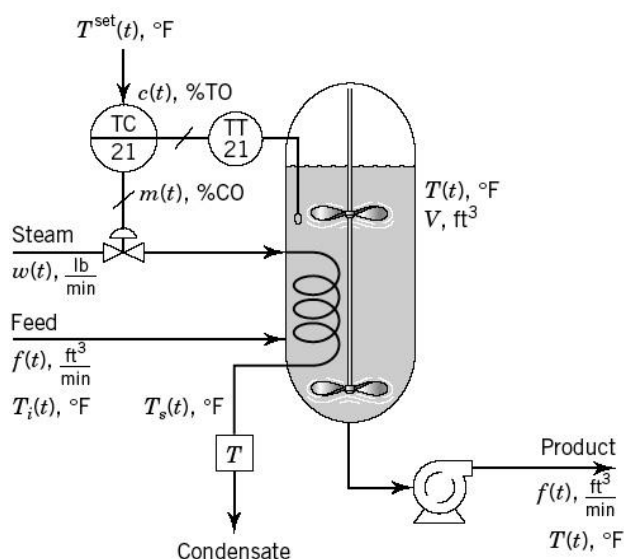 T^set(t), °F
c(t), %TO
TC
21
TT
21
m(t), %CO
T(t), °F
V, ft³
Steam
w(t), lb/min
Feed
f(t), ft³/min
T_i(t), °F
T_s(t), °F
T
Product
f(t), ft³/min
T(t), °F
Condensate